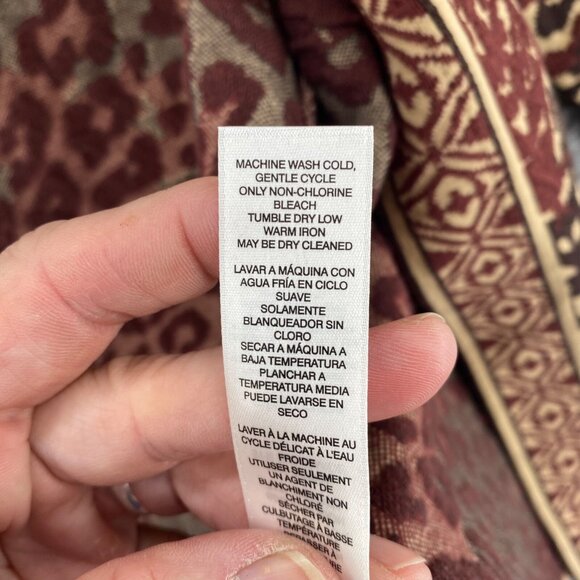 MACHINE WASH COLD,
GENTLE CYCLE
ONLY NON-CHLORINE
BLEACH
TUMBLE DRY LOW
WARM IRON
MAY BE DRY CLEANED
LAVAR A MÁQUINA CON
AGUA FRÍA EN CICLO
SUAVE
SOLAMENTE
BLANQUEADOR SIN
CLORO
SECAR A MÁQUINA A
BAJA TEMPERATURA
PLANCHAR A
TEMPERATURA MEDIA
PUEDE LAVARSE EN
SECO
LAVER À LA MACHINE AU
CYCLE DÉLICAT À L'EAU
FROIDE
UTILISER SEULEMENT
UN AGENT DE
BLANCHIMENT NON
CHLORÉ
SÉCHER PAR
CULBUTAGE À BASSE
TEMPÉRATURE
REPASSER À